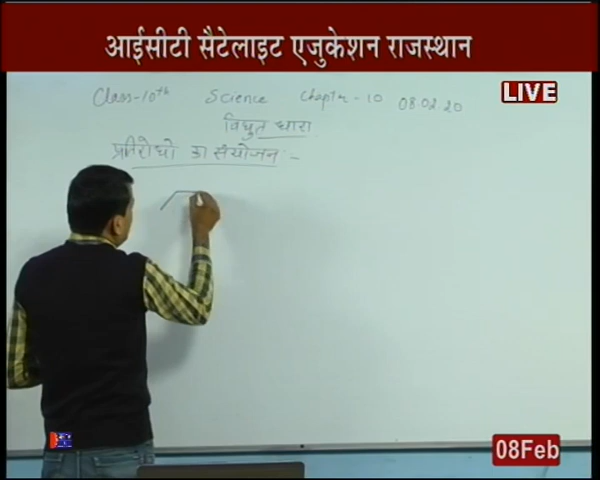 आईसीटी सैटेलाइट एजुकेशन राजस्थान
LIVE
Class-10th Science Chapter-10 08.02.20
विधुत धारा
प्रतिरोधो का संयोजन :-
08Feb